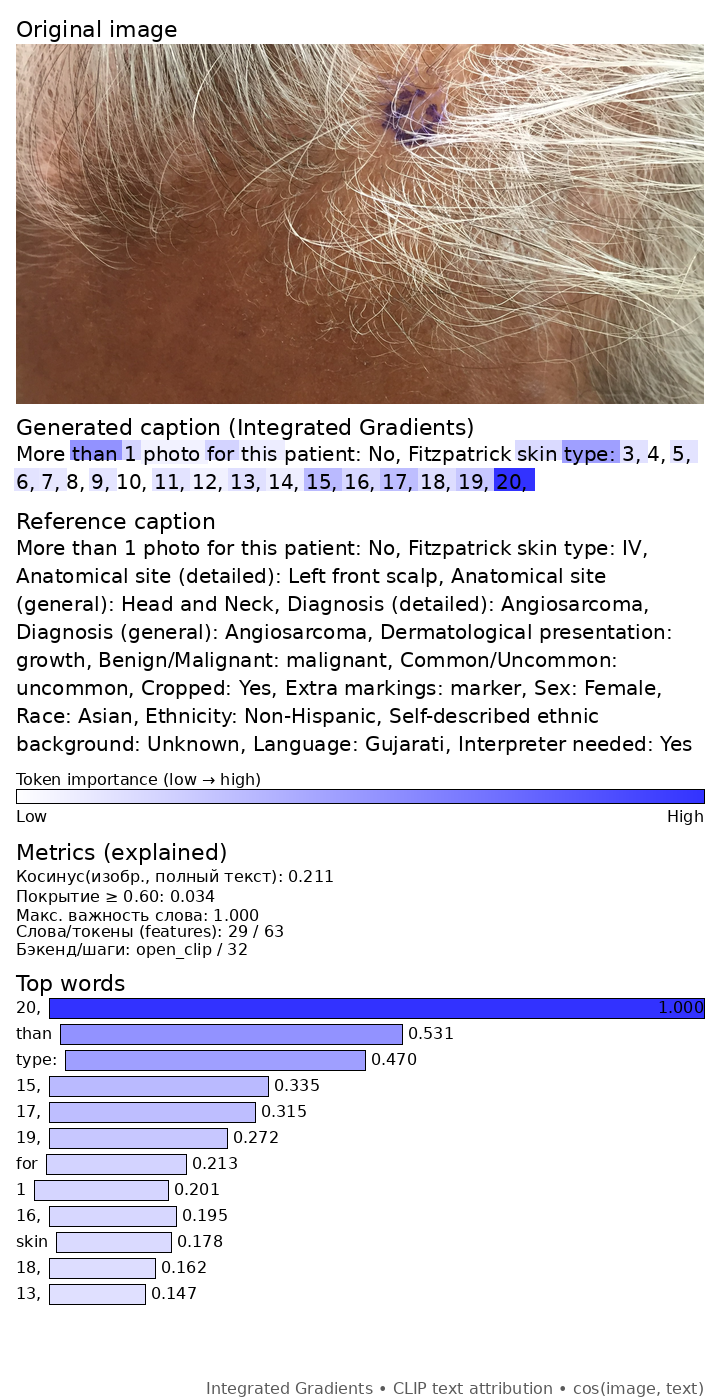 Original image
Generated caption (Integrated Gradients)
More than 1 photo for this patient: No, Fitzpatrick skin type: 3, 4, 5,
6, 7, 8, 9, 10, 11, 12, 13, 14, 15, 16, 17, 18, 19, 20,
Reference caption
More than 1 photo for this patient: No, Fitzpatrick skin type: IV,
Anatomical site (detailed): Left front scalp, Anatomical site
(general): Head and Neck, Diagnosis (detailed): Angiosarcoma,
Diagnosis (general): Angiosarcoma, Dermatological presentation:
growth, Benign/Malignant: malignant, Common/Uncommon:
uncommon, Cropped: Yes, Extra markings: marker, Sex: Female,
Race: Asian, Ethnicity: Non-Hispanic, Self-described ethnic
background: Unknown, Language: Gujarati, Interpreter needed: Yes
Token importance (low → high)
Low High
Metrics (explained)
Косинус(изобр., полный текст): 0.211
Покрытие ≥ 0.60: 0.034
Макс. важность слова: 1.000
Слова/токены (features): 29 / 63
Бэкенд/шаги: open_clip / 32
Top words
20, 1.000
than 0.531
type: 0.470
15, 0.335
17, 0.315
19, 0.272
for 0.213
1 0.201
16, 0.195
skin 0.178
18, 0.162
13, 0.147
Integrated Gradients • CLIP text attribution • cos(image, text)